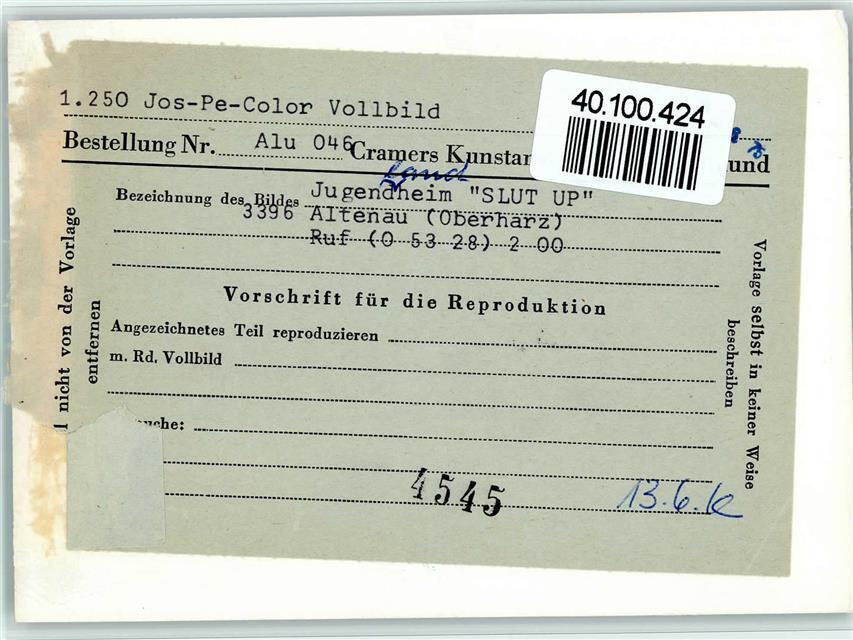 1.250 Jos-Pe-Color Vollbild
40.100.424
Bestellung Nr. Alu 046 Cramers Kunstan und
Land
Bezeichnung des Bildes Jugendheim "SLUT UP"
3396 Altenau (Oberharz)
Ruf (0 53 28) 2 00
Vorschrift für die Reproduktion
Angezeichnetes Teil reproduzieren
m. Rd. Vollbild
uche:
4545
13.6.
l nicht von der Vorlage
entfernen
Vorlage selbst in keiner Weise
beschreiben